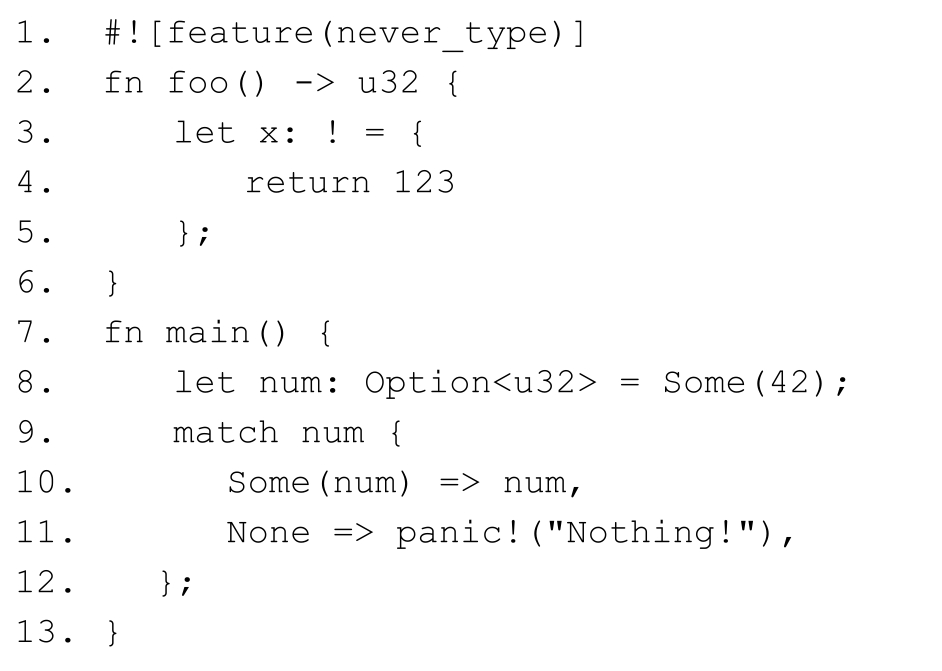 1. #![feature(never_type)]
2. fn foo() -> u32 {
3. let x: ! = {
4. return 123
5. };
6. }
7. fn main() {
8. let num: Option<u32> = Some(42);
9. match num {
10. Some(num) => num,
11. None => panic!("Nothing!"),
12. };
13. }